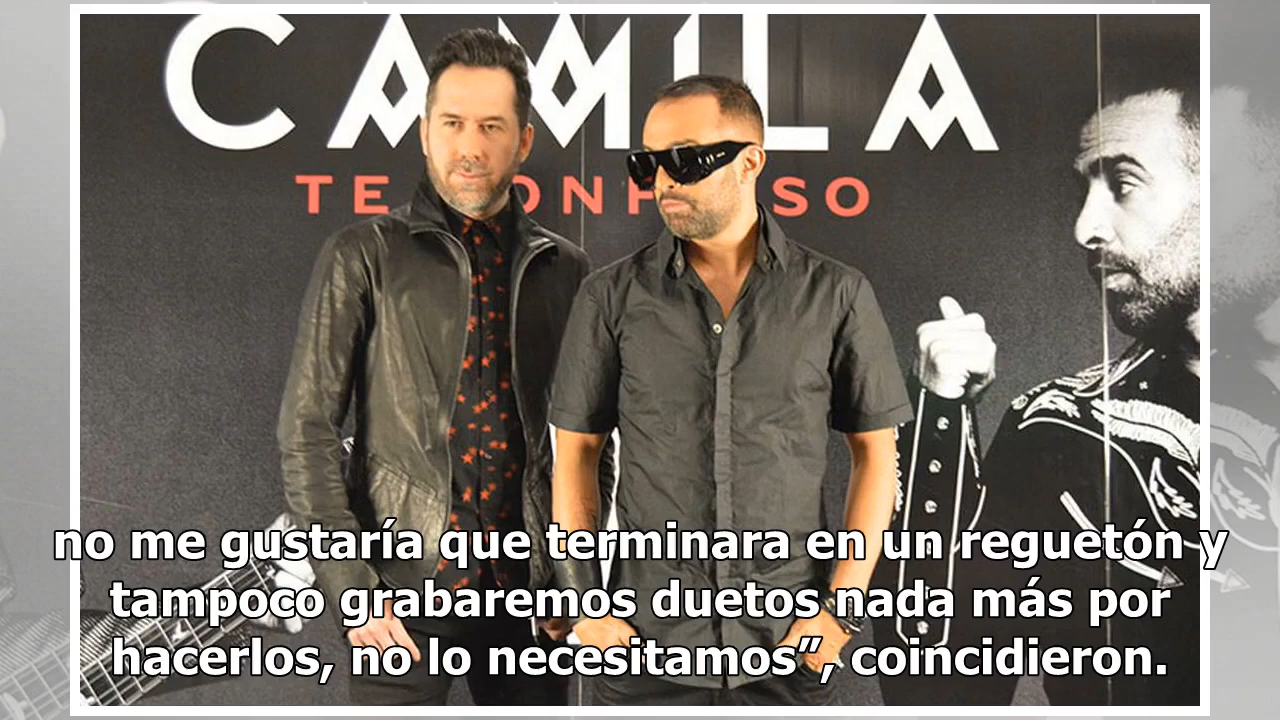 CAMILA
no me gustaría que terminara en un reguetón y
tampoco grabaremos duetos nada más por
hacerlos, no lo necesitamos”, coincidieron.